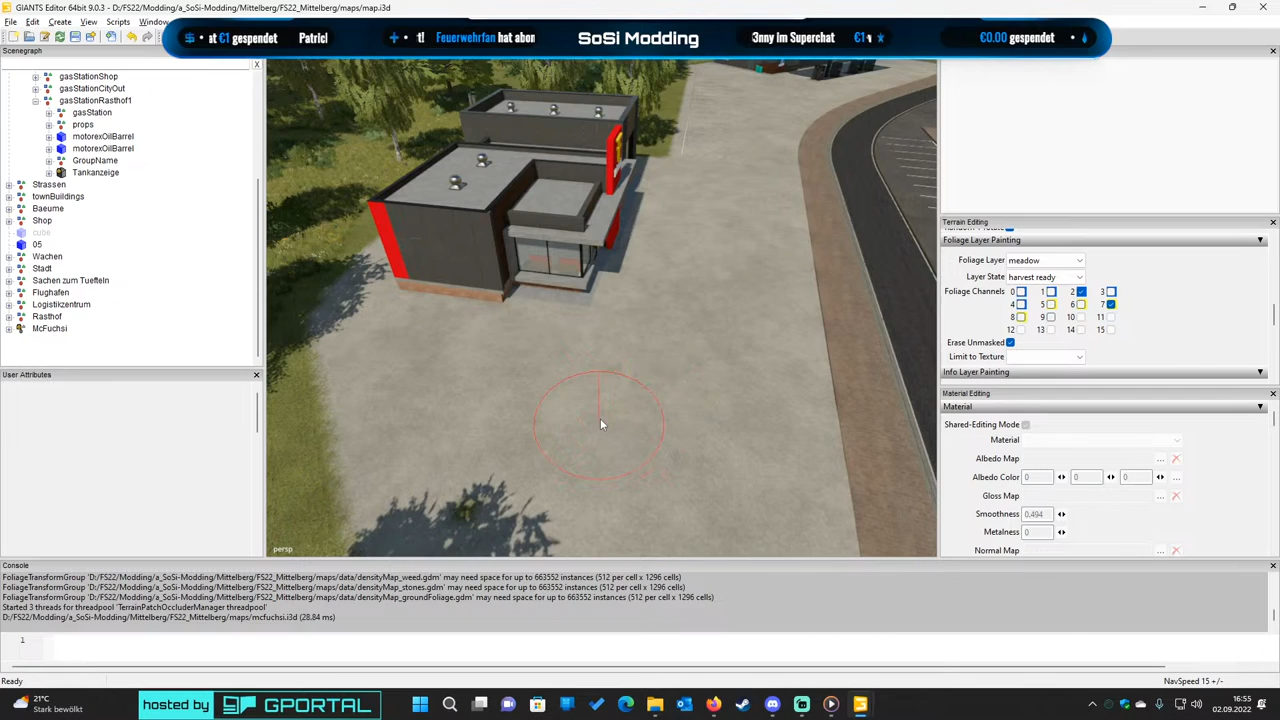 GIANTS Editor 64bit 9.0.3 - D:/FS22/Modding/a_SoSi-Modding/Mittelberg/FS22_Mittelberg/maps/map.i3d
File Edit Create View Scripts Window
at €1 gespendet Patricl t! Feuerwehrfan hat abon SoSi Modding Эnny im Superchat €1 €0.00 gespendet
Scenegraph
X
gasStationShop
gasStationCityOut
gasStationRasthof1
gasStation
props
motorexOilBarrel
motorexOilBarrel
GroupName
Tankanzeige
Strassen
townBuildings
Baeume
Shop
cube
05
Wachen
Stadt
Sachen zum Tuefteln
Flughafen
Logistikzentrum
Rasthof
McFuchsi
User Attributes
persp
Terrain Editing
Foliage Layer Painting
Foliage Layer meadow
Layer State harvest ready
Foliage Channels 0 1 2 3
4 5 6 7
8 9 10 11
12 13 14 15
Erase Unmasked
Limit to Texture
Info Layer Painting
Material Editing
Material
Shared-Editing Mode
Material
Albedo Map ...
Albedo Color 0 0 0 ...
Gloss Map ...
Smoothness 0.494
Metalness 0
Normal Map ...
Console
FoliageTransformGroup 'D:/FS22/Modding/a_SoSi-Modding/Mittelberg/FS22_Mittelberg/maps/data/densityMap_weed.gdm' may need space for up to 663552 instances (512 per cell x 1296 cells)
FoliageTransformGroup 'D:/FS22/Modding/a_SoSi-Modding/Mittelberg/FS22_Mittelberg/maps/data/densityMap_stones.gdm' may need space for up to 663552 instances (512 per cell x 1296 cells)
FoliageTransformGroup 'D:/FS22/Modding/a_SoSi-Modding/Mittelberg/FS22_Mittelberg/maps/data/densityMap_groundFoliage.gdm' may need space for up to 663552 instances (512 per cell x 1296 cells)
Started 3 threads for threadpool 'TerrainPatchOccluderManager threadpool'
D:/FS22/Modding/a_SoSi-Modding/Mittelberg/FS22_Mittelberg/maps/mcfuchsi.i3d (28.84 ms)
1
Ready
NavSpeed 15 +/-
21°C
Stark bewölkt
hosted by GPORTAL
16:55
02.09.2022